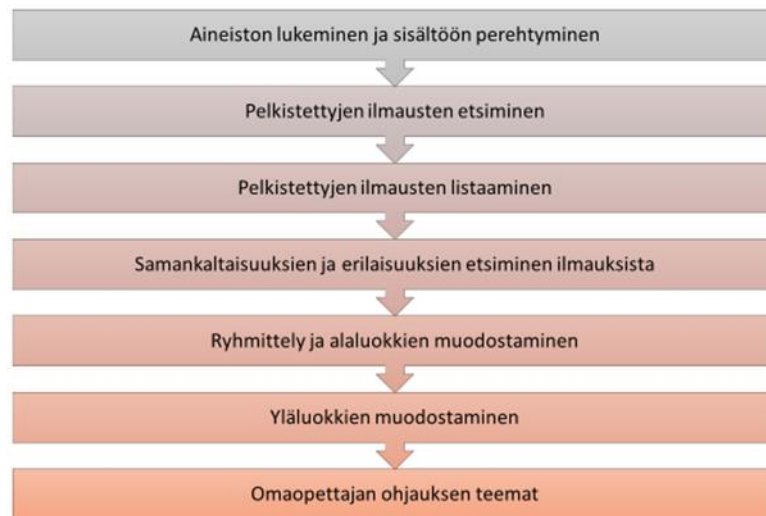 Aineiston lukeminen ja sisältöön perehtyminen
Pelkistettyjen ilmausten etsiminen
Pelkistettyjen ilmausten listaaminen
Samankaltaisuuksien ja erilaisuuksien etsiminen ilmauksista
Ryhmittely ja alaluokkien muodostaminen
Yläluokkien muodostaminen
Omaopettajan ohjauksen teemat